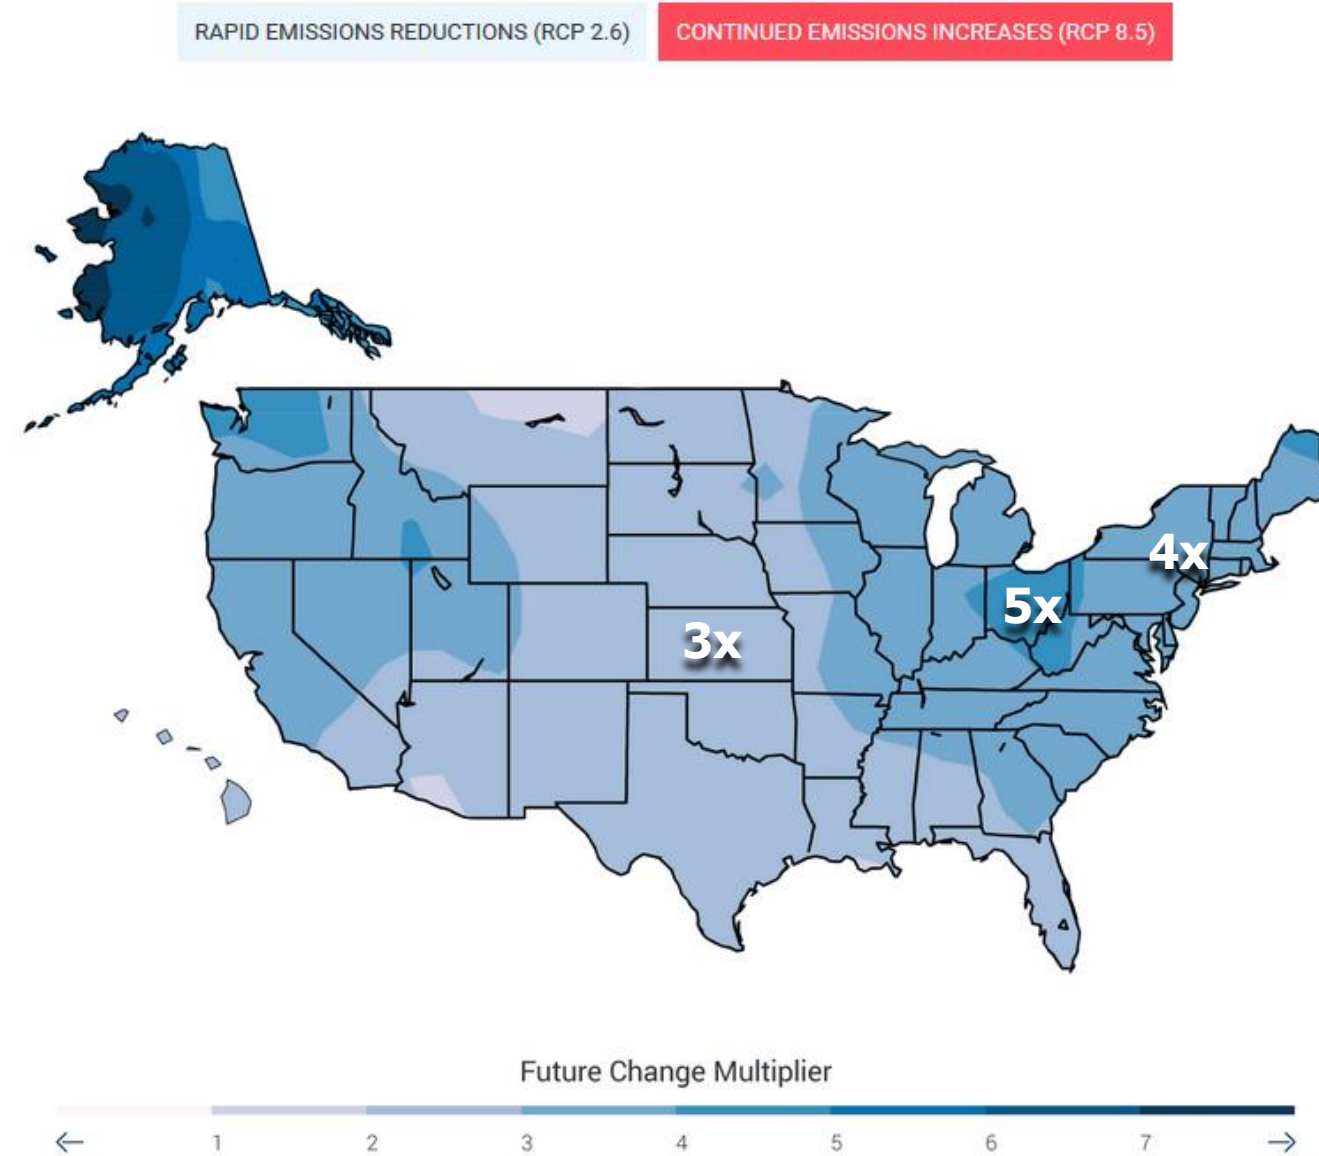 RAPID EMISSIONS REDUCTIONS (RCP 2.6)
CONTINUED EMISSIONS INCREASES (RCP 8.5)
4x
5x
3x
Future Change Multiplier
1 2 3 4 5 6 7